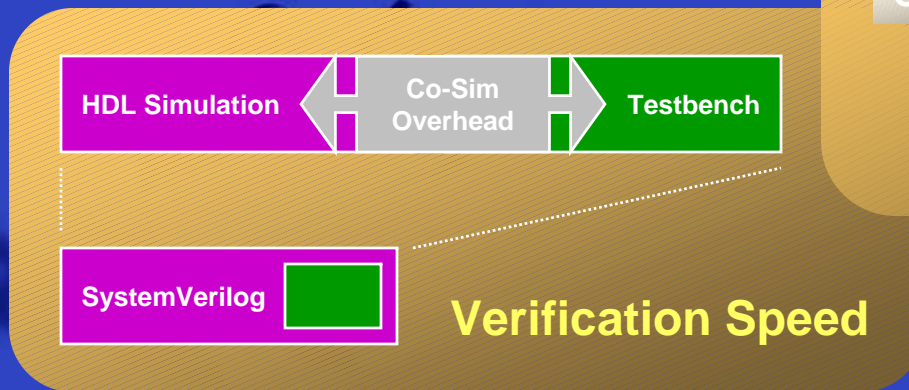 HDL Simulation
Co-Sim
Overhead
Testbench
SystemVerilog
Verification Speed